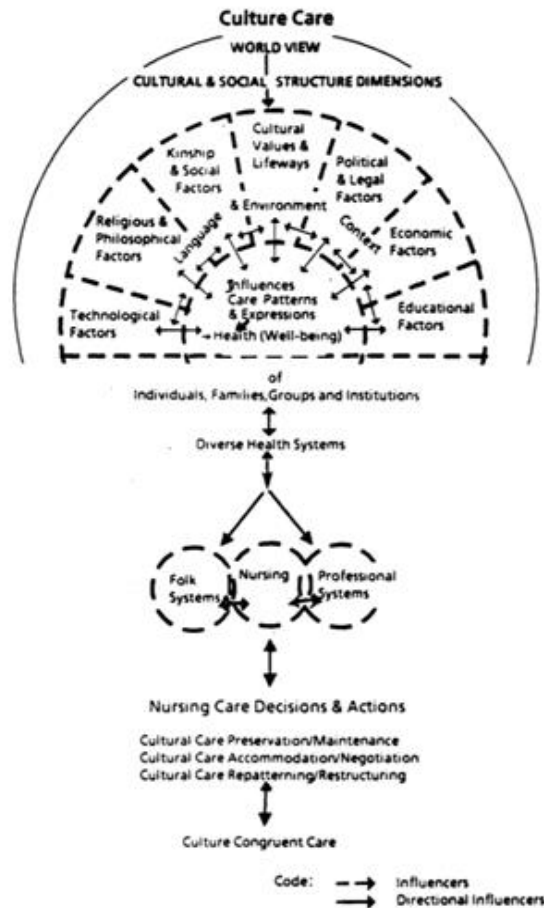 Culture Care
WORLD VIEW
CULTURAL & SOCIAL STRUCTURE DIMENSIONS
Cultural
Values &
Lifeways
Kinship
& Social
Factors
Political
& Legal
Factors
Religious &
Philosophical
Factors
Language
& Environment
Context
Economic
Factors
Technological
Factors
Influences
Care Patterns
& Expressions
Health (Well-being)
Educational
Factors
of
Individuals, Families, Groups and Institutions
Diverse Health Systems
Folk
Systems
Nursing
Professional
Systems
Nursing Care Decisions & Actions
Cultural Care Preservation/Maintenance
Cultural Care Accommodation/Negotiation
Cultural Care Repatterning/Restructuring
Culture Congruent Care
Code:
Influencers
Directional Influencers